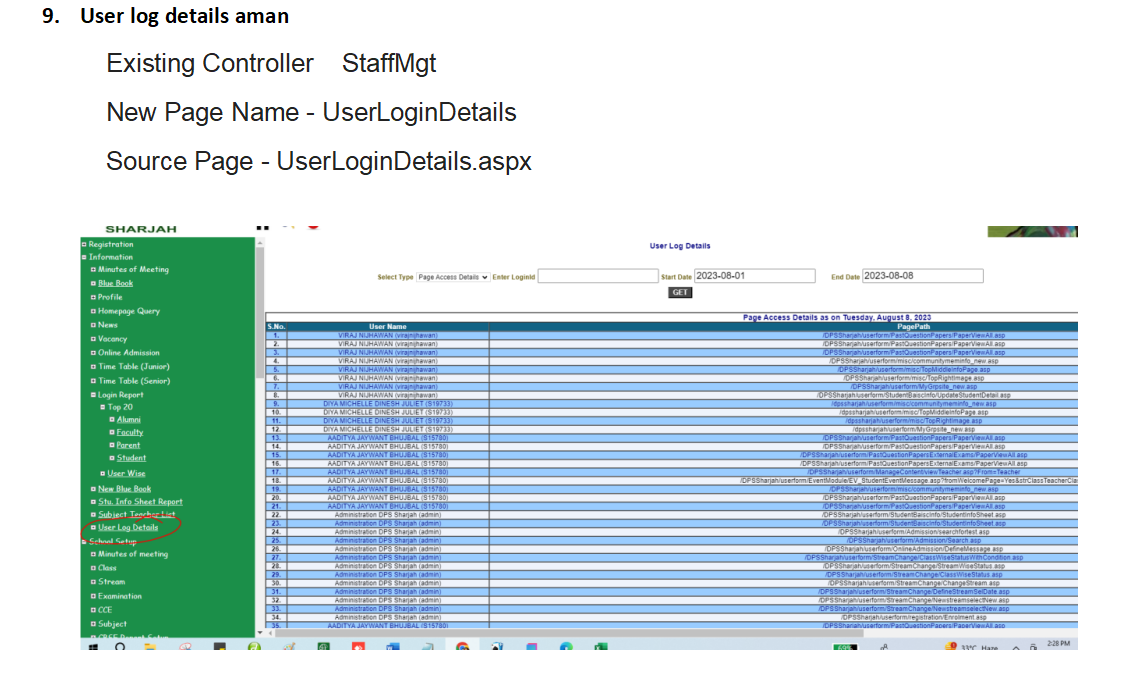 9. User log details aman
Existing Controller StaffMgt
New Page Name - UserLoginDetails
Source Page - UserLoginDetails.aspx
SHARJAH
Registration
Information
Minutes of Meeting
Blue Book
Profile
Homepage Query
News
Vacancy
Online Admission
Time Table (Junior)
Time Table (Senior)
Login Report
Top 20
Alumni
Faculty
Parent
Student
User Wise
New Blue Book
Stu. Info Sheet Report
Subject Teacher List
User Log Details
School Setup
Minutes of meeting
Class
Stream
Examination
CCE
Subject
User Log Details
Select Type Page Access Details Enter LoginId Start Date 2023-08-01 End Date 2023-08-08
GET
Page Access Details as on Tuesday, August 8, 2023
S.No. User Name PagePath
1. VIRAJ NIJHAWAN (virajnijhawan) /DPSSharjah/userform/PastQuestionPapers/PaperViewAll.asp
2. VIRAJ NIJHAWAN (virajnijhawan) /DPSSharjah/userform/PastQuestionPapers/PaperViewAll.asp
3. VIRAJ NIJHAWAN (virajnijhawan) /DPSSharjah/userform/PastQuestionPapers/PaperViewAll.asp
4. VIRAJ NIJHAWAN (virajnijhawan) /DPSSharjah/userform/misc/communitymeminfo_new.asp
5. VIRAJ NIJHAWAN (virajnijhawan) /DPSSharjah/userform/misc/TopMiddleInfoPage.asp
6. VIRAJ NIJHAWAN (virajnijhawan) /DPSSharjah/userform/misc/TopRightImage.asp
7. VIRAJ NIJHAWAN (virajnijhawan) /DPSSharjah/userform/MyGrpsite_new.asp
8. VIRAJ NIJHAWAN (virajnijhawan) /DPSSharjah/userform/StudentBaiscInfo/UpdateStudentDetail.asp
9. DIYA MICHELLE DINESH JULIET (S19733) /dpssharjah/userform/misc/communitymeminfo_new.asp
10. DIYA MICHELLE DINESH JULIET (S19733) /dpssharjah/userform/misc/TopMiddleInfoPage.asp
11. DIYA MICHELLE DINESH JULIET (S19733) /dpssharjah/userform/misc/TopRightImage.asp
12. DIYA MICHELLE DINESH JULIET (S19733) /dpssharjah/userform/MyGrpsite_new.asp
13. AADITYA JAYWANT BHUJBAL (S15780) /DPSSharjah/userform/PastQuestionPapers/PaperViewAll.asp
14. AADITYA JAYWANT BHUJBAL (S15780) /DPSSharjah/userform/PastQuestionPapers/PaperViewAll.asp
15. AADITYA JAYWANT BHUJBAL (S15780) /DPSSharjah/userform/PastQuestionPapersExternalExams/PaperViewAll.asp
16. AADITYA JAYWANT BHUJBAL (S15780) /DPSSharjah/userform/PastQuestionPapersExternalExams/PaperViewAll.asp
17. AADITYA JAYWANT BHUJBAL (S15780) /DPSSharjah/userform/ManageContent/viewTeacher.asp?From=Teacher
18. AADITYA JAYWANT BHUJBAL (S15780) /DPSSharjah/userform/EventModule/EV_StudentEventMessage.asp?fromWelcomePage=Yes&strClassTeacherCla
19. AADITYA JAYWANT BHUJBAL (S15780) /DPSSharjah/userform/misc/communitymeminfo_new.asp
20. AADITYA JAYWANT BHUJBAL (S15780) /DPSSharjah/userform/PastQuestionPapers/PaperViewAll.asp
21. AADITYA JAYWANT BHUJBAL (S15780) /DPSSharjah/userform/PastQuestionPapers/PaperViewAll.asp
22. Administration DPS Sharjah (admin) /DPSSharjah/userform/StudentBaiscInfo/StudentInfoSheet.asp
23. Administration DPS Sharjah (admin) /DPSSharjah/userform/StudentBaiscInfo/StudentInfoSheet.asp
24. Administration DPS Sharjah (admin) /DPSSharjah/userform/Admission/searchfortest.asp
25. Administration DPS Sharjah (admin) /DPSSharjah/userform/Admission/Search.asp
26. Administration DPS Sharjah (admin) /DPSSharjah/userform/OnlineAdmission/DefineMessage.asp
27. Administration DPS Sharjah (admin) /DPSSharjah/userform/StreamChange/ClassWiseStatusWithCondition.asp
28. Administration DPS Sharjah (admin) /DPSSharjah/userform/StreamChange/StreamWiseStatus.asp
29. Administration DPS Sharjah (admin) /DPSSharjah/userform/StreamChange/ClassWiseStatus.asp
30. Administration DPS Sharjah (admin) /DPSSharjah/userform/StreamChange/ChangeStream.asp
31. Administration DPS Sharjah (admin) /DPSSharjah/userform/StreamChange/DefineStreamSelDate.asp
32. Administration DPS Sharjah (admin) /DPSSharjah/userform/StreamChange/NewstreamselectNew.asp
33. Administration DPS Sharjah (admin) /DPSSharjah/userform/StreamChange/NewstreamselectNew.asp
34. Administration DPS Sharjah (admin) /DPSSharjah/userform/registration/Enrolment.asp
35. AADITYA JAYWANT BHUJBAL (S15780) /DPSSharjah/userform/PastQuestionPapers/PaperViewAll.asp
33°C Haze
2:28 PM